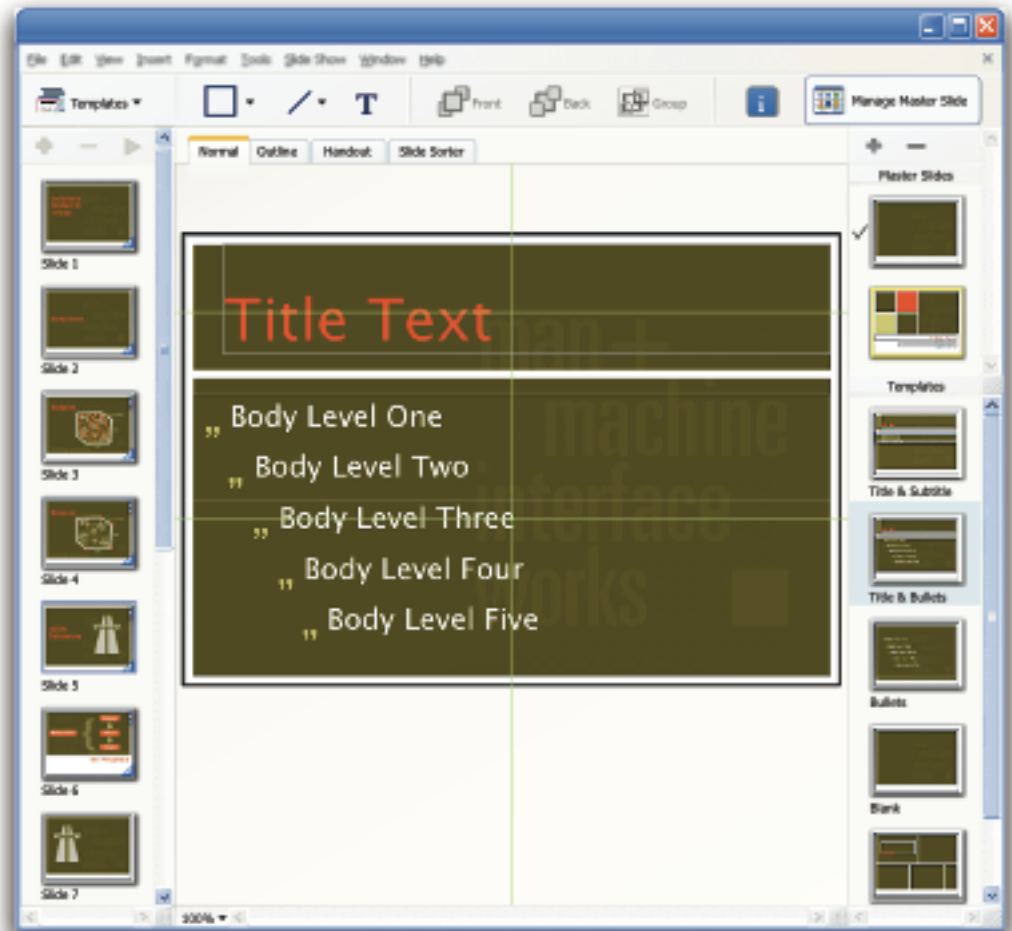 File Edit View Insert Format Tools Slide Show Window Help
Templates
T
Front
Back
Group
i
Manage Master Slide
Normal
Outline
Handout
Slide Sorter
Slide 1
Slide 2
Slide 3
Slide 4
Slide 5
Slide 6
Slide 7
Title Text
man +
machine
interface
works
„ Body Level One
„ Body Level Two
„ Body Level Three
„ Body Level Four
„ Body Level Five
100%
Master Slides
Templates
Title & Subtitle
Title & Bullets
Bullets
Blank